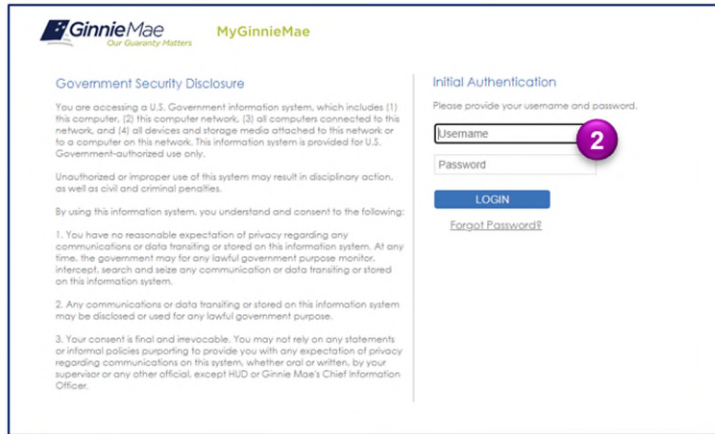 GinnieMae
Our Guaranty Matters
MyGinnieMae
Government Security Disclosure
You are accessing a U.S. Government information system, which includes (1)
this computer, (2) this computer network, (3) all computers connected to this
network, and (4) all devices and storage media attached to this network or
to a computer on this network. This information system is provided for U.S.
Government-authorized use only.
Unauthorized or improper use of this system may result in disciplinary action,
as well as civil and criminal penalties.
By using this information system, you understand and consent to the following:
1. You have no reasonable expectation of privacy regarding any
communications or data transiting or stored on this information system. At any
time, the government may for any lawful government purpose monitor,
intercept, search and seize any communication or data transiting or stored
on this information system.
2. Any communications or data transiting or stored on this information system
may be disclosed or used for any lawful government purpose.
3. Your consent is final and irrevocable. You may not rely on any statements
or informal policies purporting to provide you with any expectation of privacy
regarding communications on this system, whether oral or written, by your
supervisor or any other official, except HUD or Ginnie Mae's Chief Information
Officer.
Initial Authentication
Please provide your username and password.
Username
2
Password
LOGIN
Forgot Password?